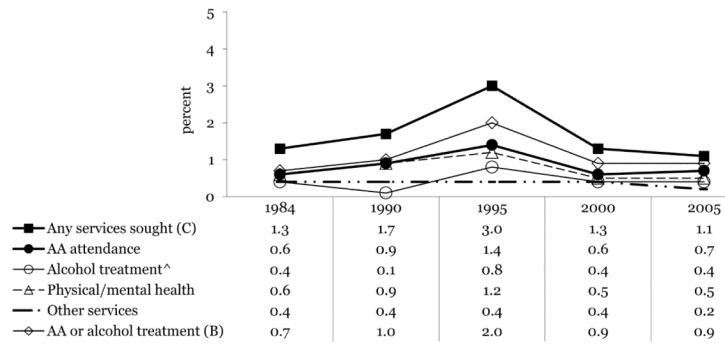 5
4
3
2
1
0
percent
1984 1990 1995 2000 2005
Any services sought (C) 1.3 1.7 3.0 1.3 1.1
AA attendance 0.6 0.9 1.4 0.6 0.7
Alcohol treatment^ 0.4 0.1 0.8 0.4 0.4
Physical/mental health 0.6 0.9 1.2 0.5 0.5
Other services 0.4 0.4 0.4 0.4 0.2
AA or alcohol treatment (B) 0.7 1.0 2.0 0.9 0.9